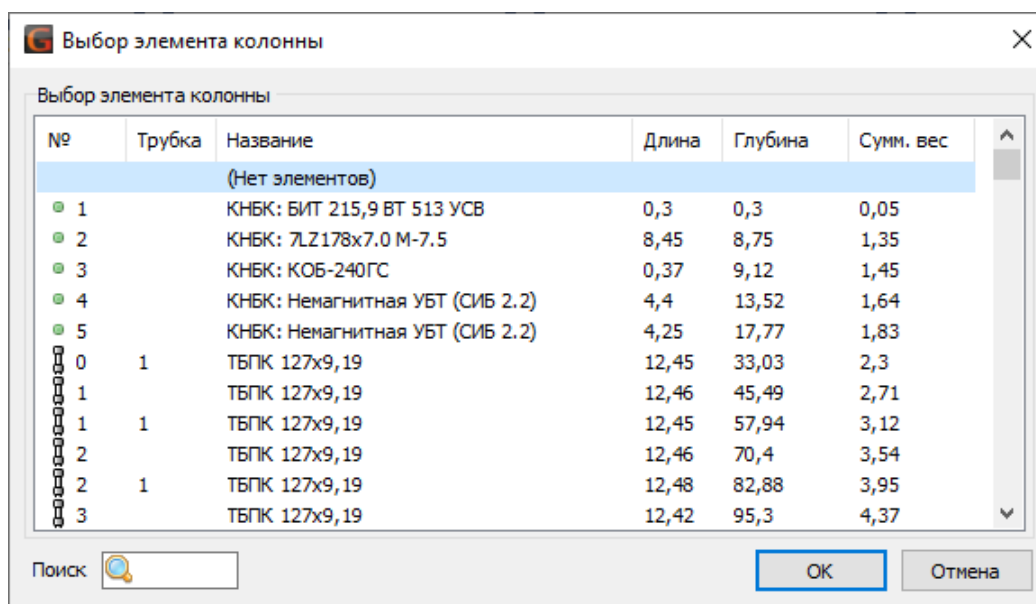 Выбор элемента колонны
Выбор элемента колонны
№ Трубка Название Длина Глубина Сумм. вес
(Нет элементов)
1 КНБК: БИТ 215,9 ВТ 513 УСВ 0,3 0,3 0,05
2 КНБК: 7LZ178x7.0 М-7.5 8,45 8,75 1,35
3 КНБК: КОБ-240ГС 0,37 9,12 1,45
4 КНБК: Немагнитная УБТ (СИБ 2.2) 4,4 13,52 1,64
5 КНБК: Немагнитная УБТ (СИБ 2.2) 4,25 17,77 1,83
0 1 ТБПК 127x9,19 12,45 33,03 2,3
1 ТБПК 127x9,19 12,46 45,49 2,71
1 1 ТБПК 127x9,19 12,45 57,94 3,12
2 ТБПК 127x9,19 12,46 70,4 3,54
2 1 ТБПК 127x9,19 12,48 82,88 3,95
3 ТБПК 127x9,19 12,42 95,3 4,37
Поиск OK Отмена